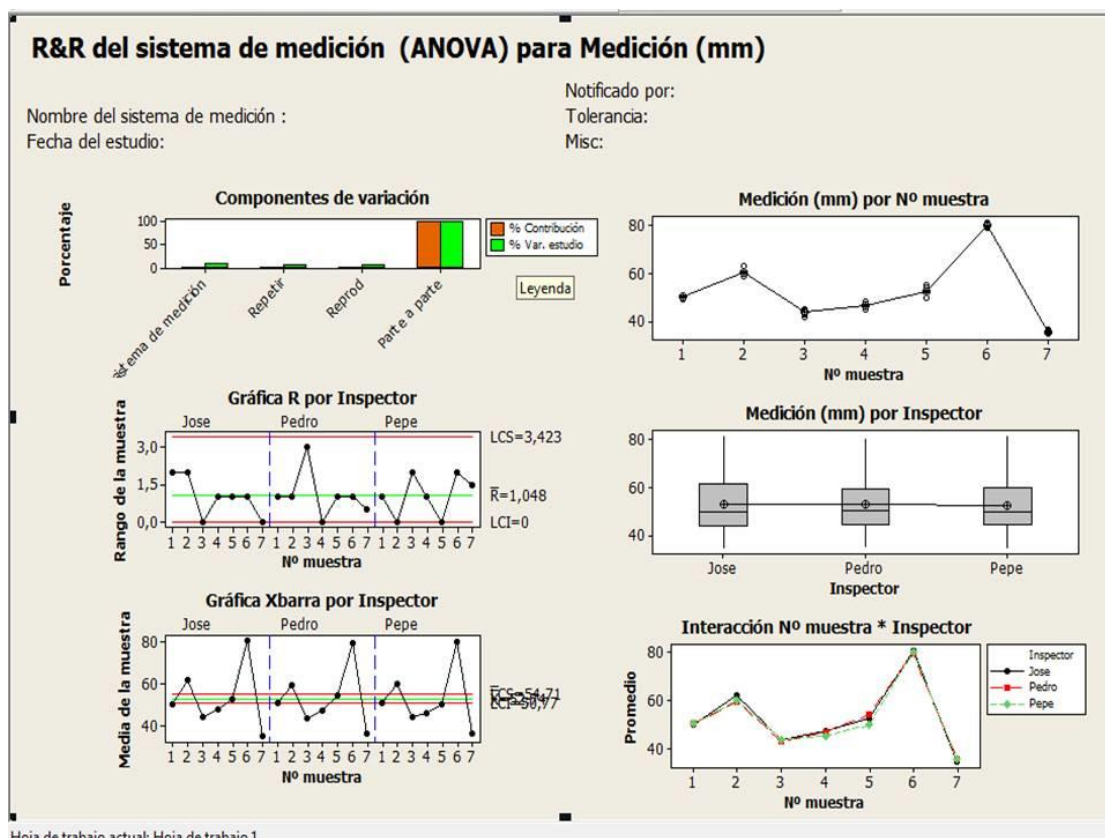 R&R del sistema de medición (ANOVA) para Medición (mm)
Nombre del sistema de medición :
Fecha del estudio:
Notificado por:
Tolerancia:
Misc:
Componentes de variación
Porcentaje
100
50
0
sistema de medición
Repetir
Reprod
Parte a parte
% Contribución
% Var. estudio
Leyenda
Medición (mm) por Nº muestra
80
60
40
1 2 3 4 5 6 7
Nº muestra
Gráfica R por Inspector
Jose Pedro Pepe
Rango de la muestra
3,0
1,5
0,0
LCS=3,423
R̅=1,048
LCI=0
1 2 3 4 5 6 7 1 2 3 4 5 6 7 1 2 3 4 5 6 7
Nº muestra
Medición (mm) por Inspector
80
60
40
Jose Pedro Pepe
Inspector
Gráfica Xbarra por Inspector
Jose Pedro Pepe
Media de la muestra
80
60
40
LCS=54,71
LCI=50,77
1 2 3 4 5 6 7 1 2 3 4 5 6 7 1 2 3 4 5 6 7
Nº muestra
Interacción Nº muestra * Inspector
Promedio
80
60
40
1 2 3 4 5 6 7
Nº muestra
Inspector
Jose
Pedro
Pepe
Hoja de trabajo actual: Hoja de trabajo 1